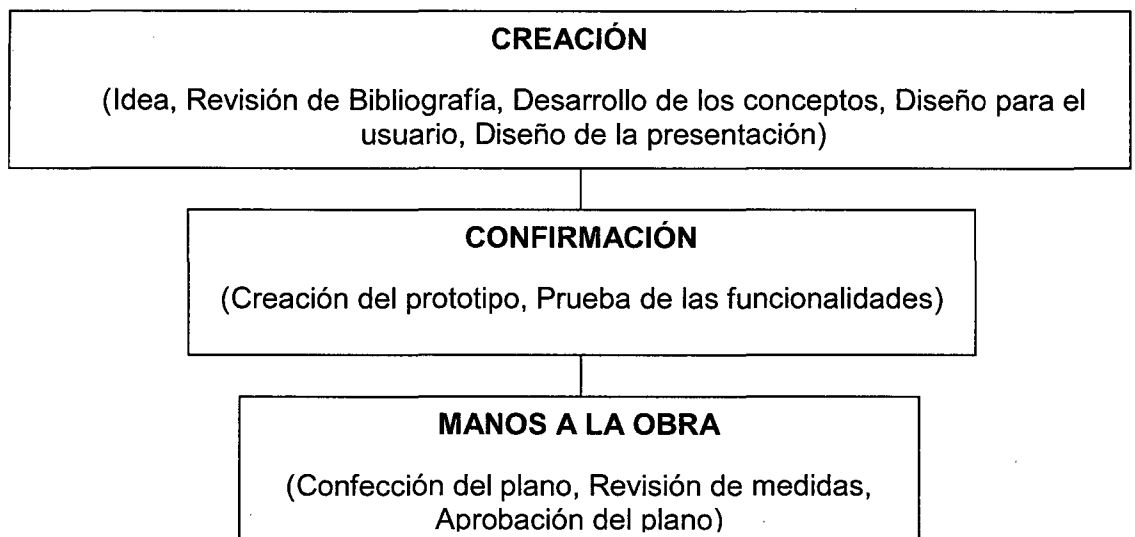 CREACIÓN
(Idea, Revisión de Bibliografía, Desarrollo de los conceptos, Diseño para el
usuario, Diseño de la presentación)
CONFIRMACIÓN
(Creación del prototipo, Prueba de las funcionalidades)
MANOS A LA OBRA
(Confección del plano, Revisión de medidas,
Aprobación del plano)